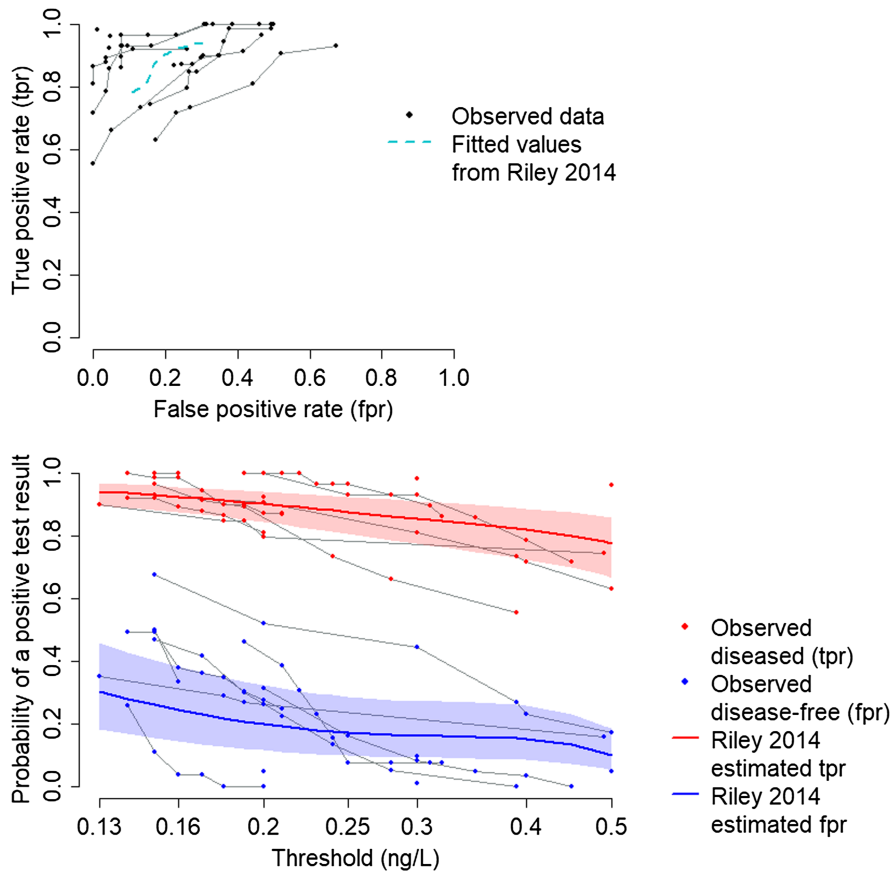 True positive rate (tpr)
1.0
0.8
0.6
0.4
0.2
0.0
0.0 0.2 0.4 0.6 0.8 1.0
False positive rate (fpr)
Observed data
Fitted values
from Riley 2014
Probability of a positive test result
1.0
0.8
0.6
0.4
0.2
0.0
0.13 0.16 0.2 0.25 0.3 0.4 0.5
Threshold (ng/L)
Observed
diseased (tpr)
Observed
disease-free (fpr)
Riley 2014
estimated tpr
Riley 2014
estimated fpr